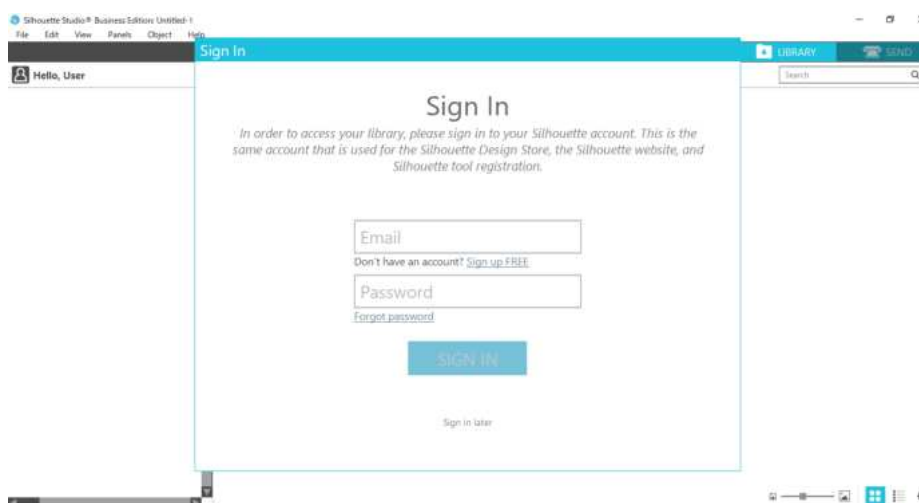 Silhouette Studio® Business Edition: Untitled-1
File Edit View Panels Object Help
Sign In
LIBRARY
SEND
Hello, User
Search
Sign In
In order to access your library, please sign in to your Silhouette account. This is the
same account that is used for the Silhouette Design Store, the Silhouette website, and
Silhouette tool registration.
Email
Don't have an account? Sign up FREE
Password
Forgot password
SIGN IN
Sign in later